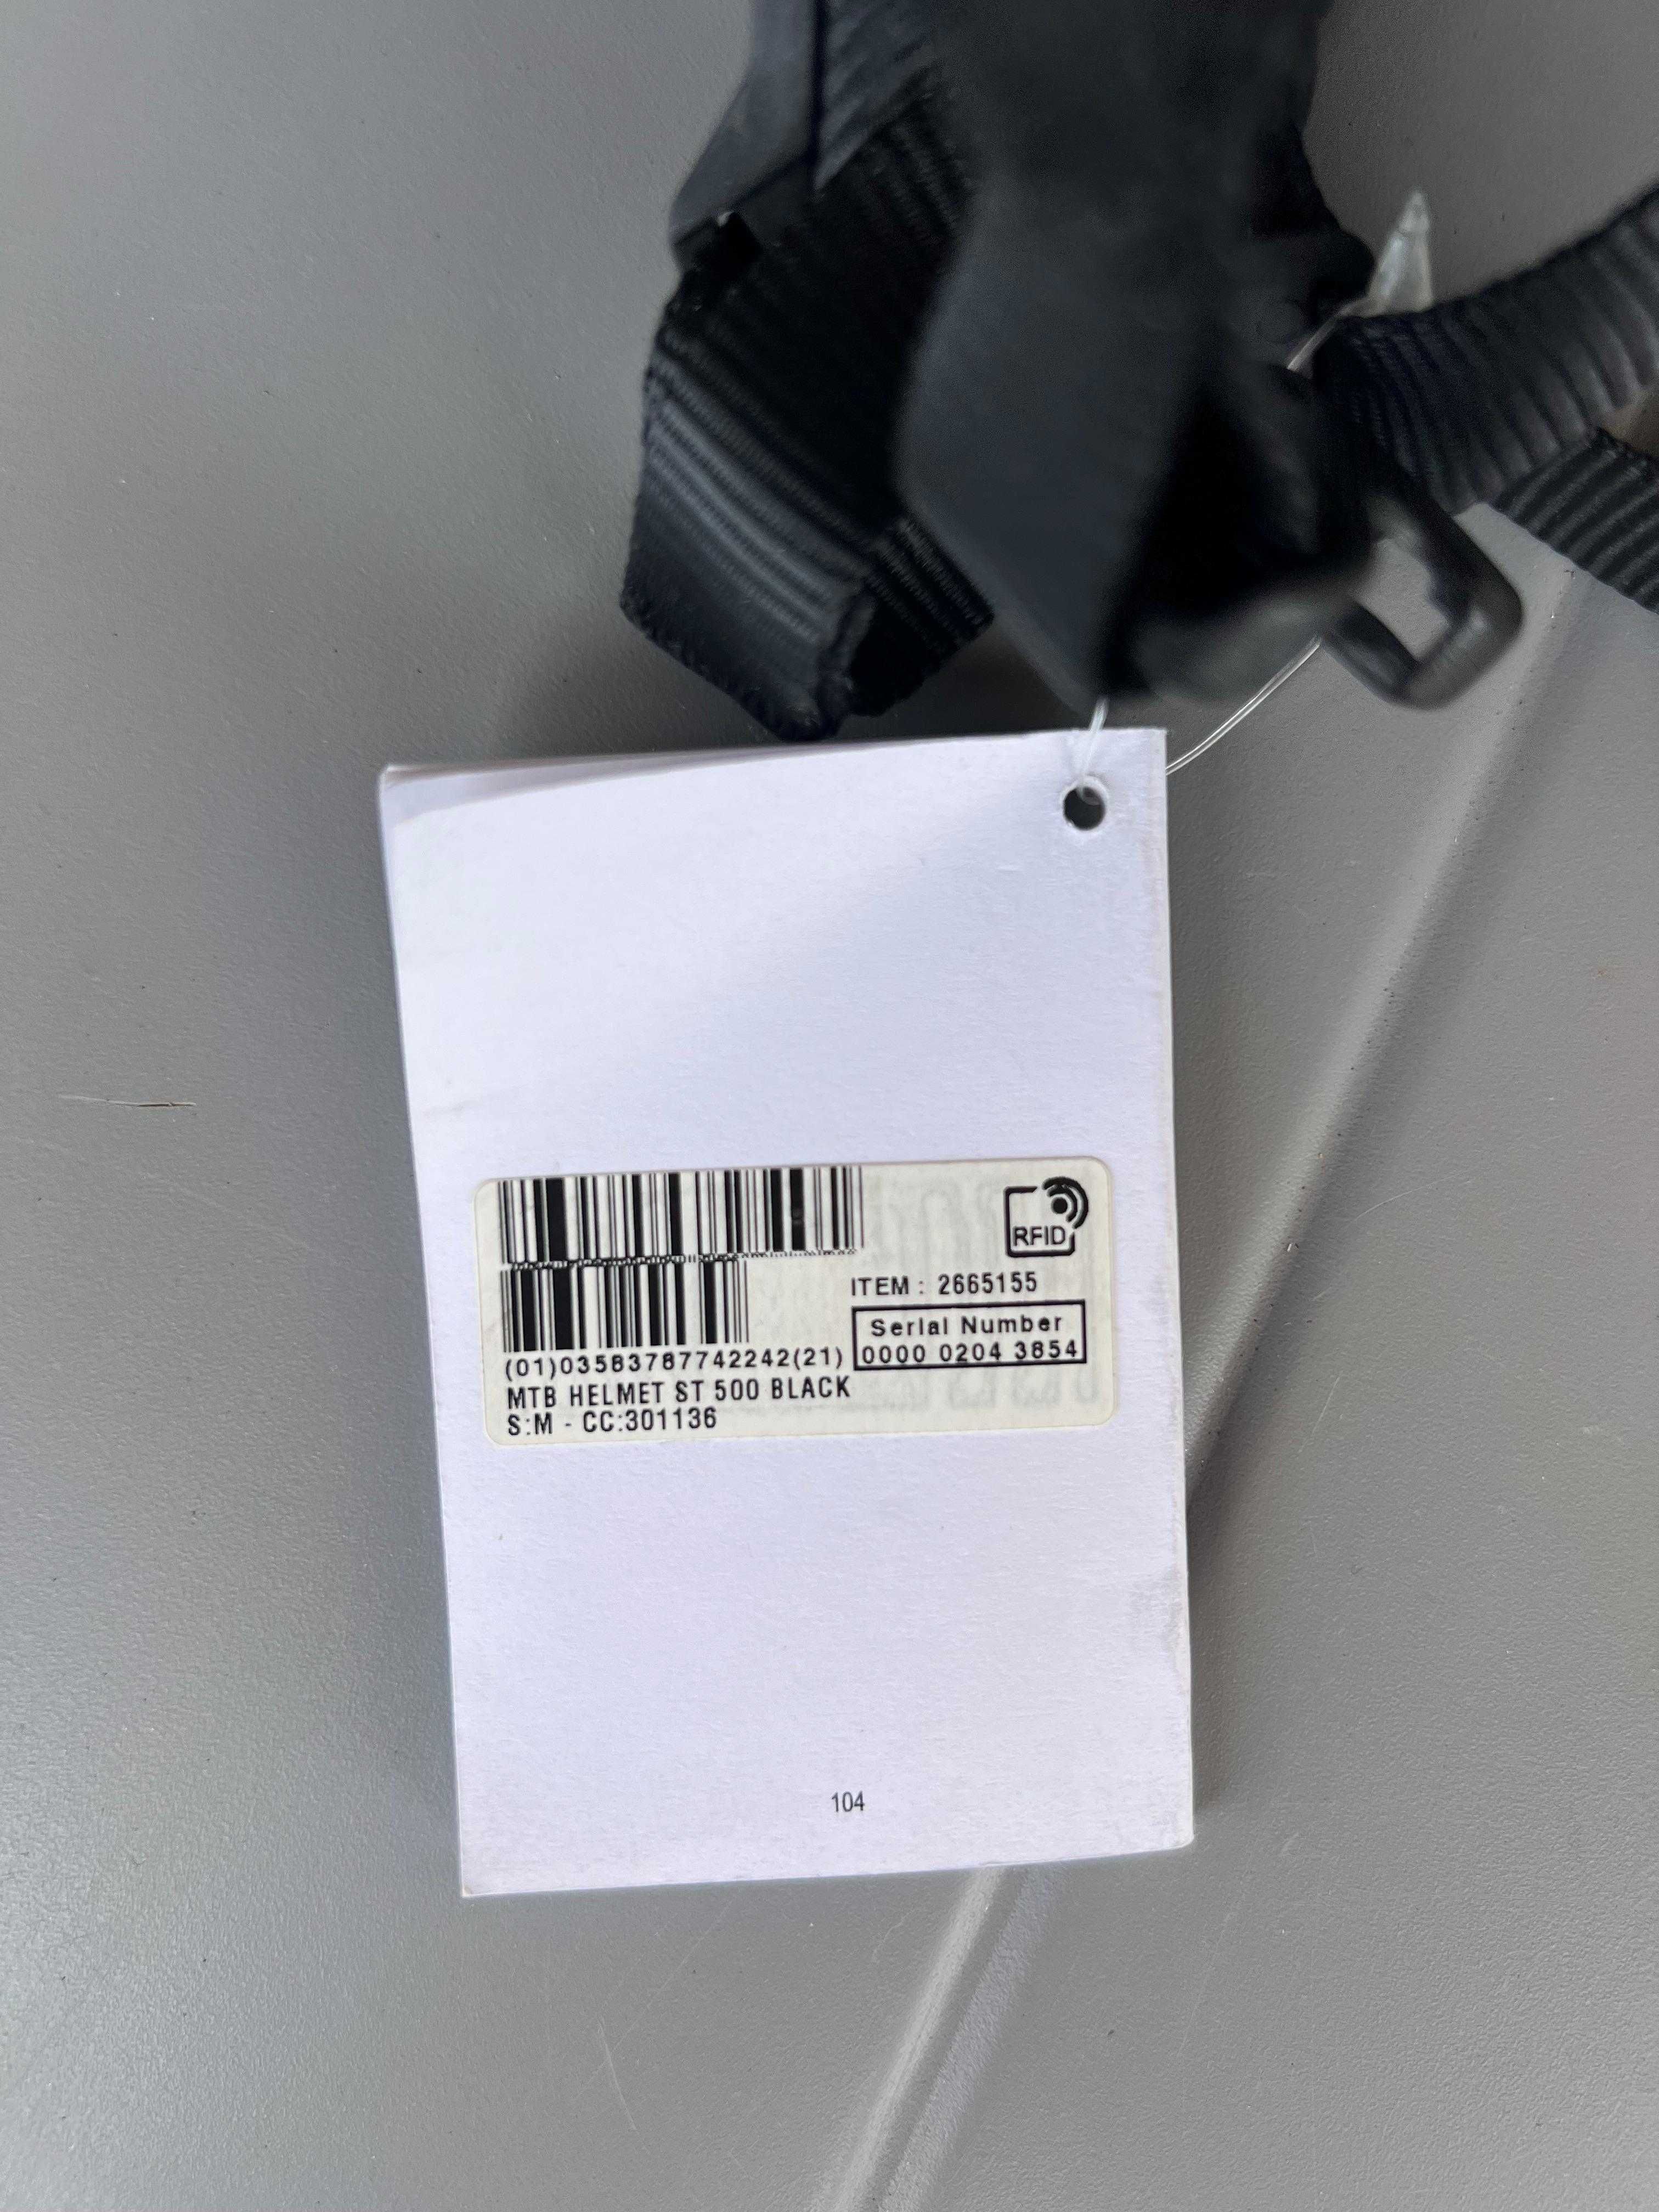 RFID
ITEM : 2665155
Serial Number
0000 0204 3854
(01)03583787742242(21)
MTB HELMET ST 500 BLACK
S:M - CC:301136
104